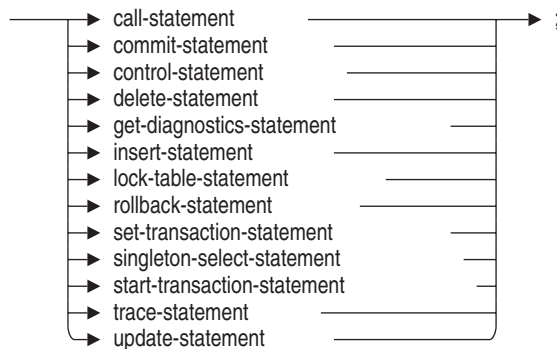 call-statement ;
commit-statement
control-statement
delete-statement
get-diagnostics-statement
insert-statement
lock-table-statement
rollback-statement
set-transaction-statement
singleton-select-statement
start-transaction-statement
trace-statement
update-statement